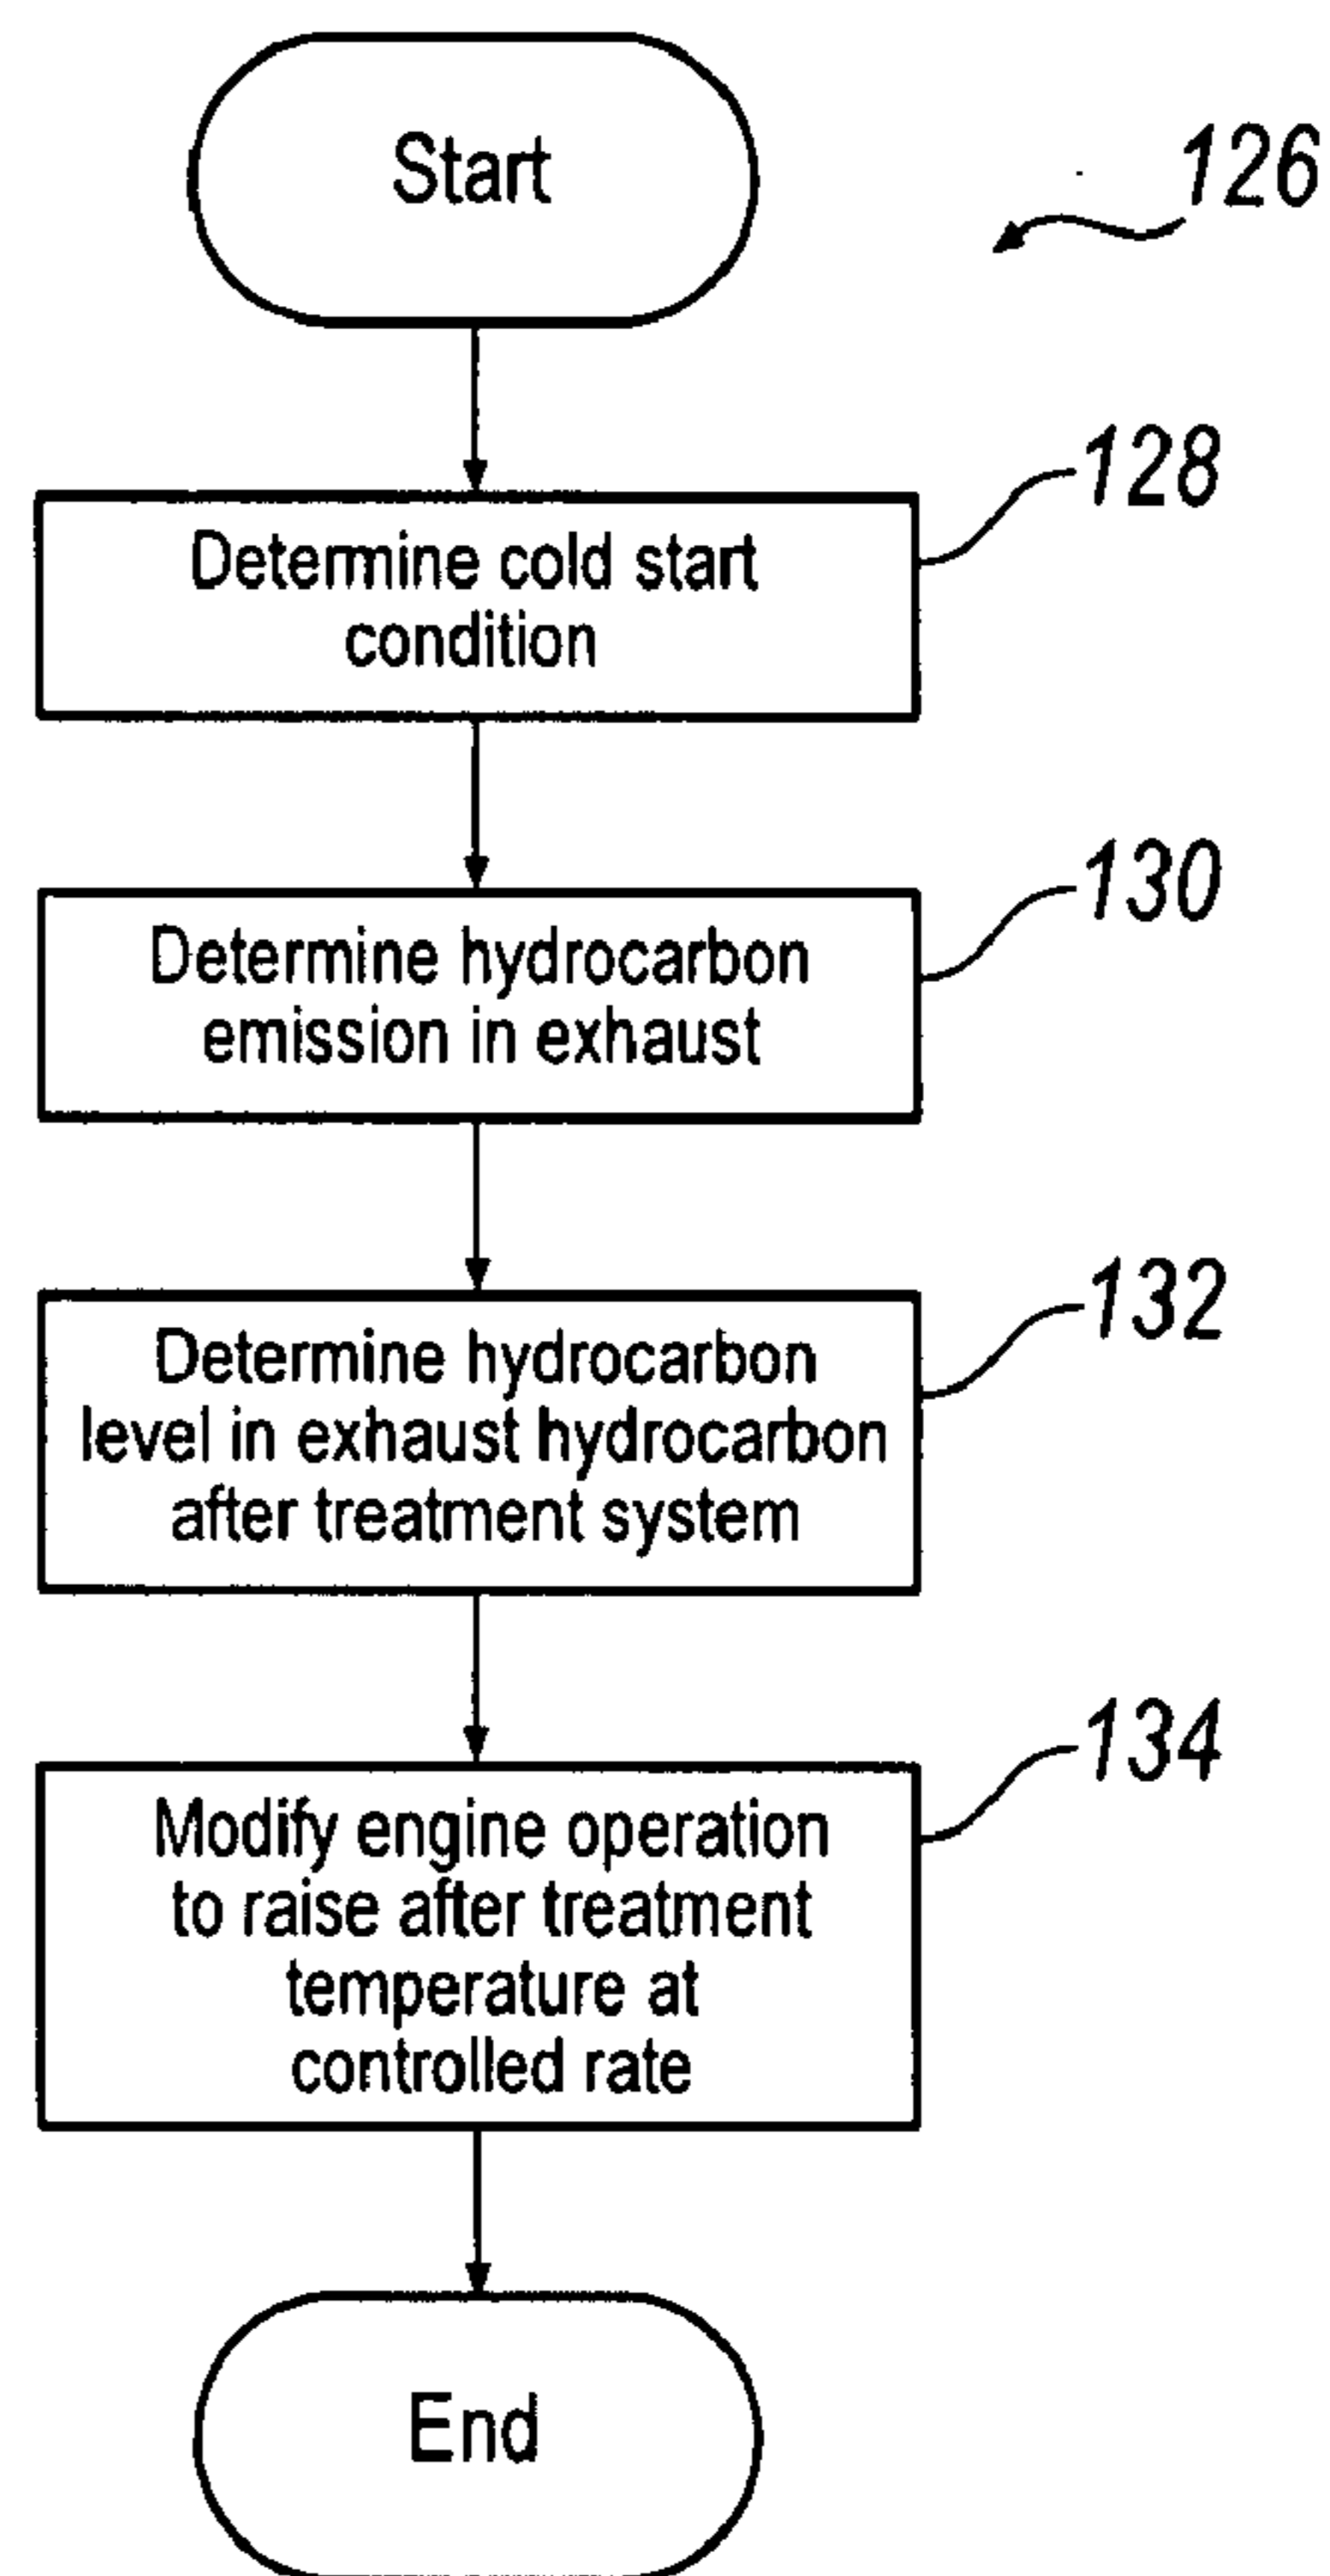 Start
126
Determine cold start
condition
128
Determine hydrocarbon
emission in exhaust
130
Determine hydrocarbon
level in exhaust hydrocarbon
after treatment system
132
Modify engine operation
to raise after treatment
temperature at
controlled rate
134
End